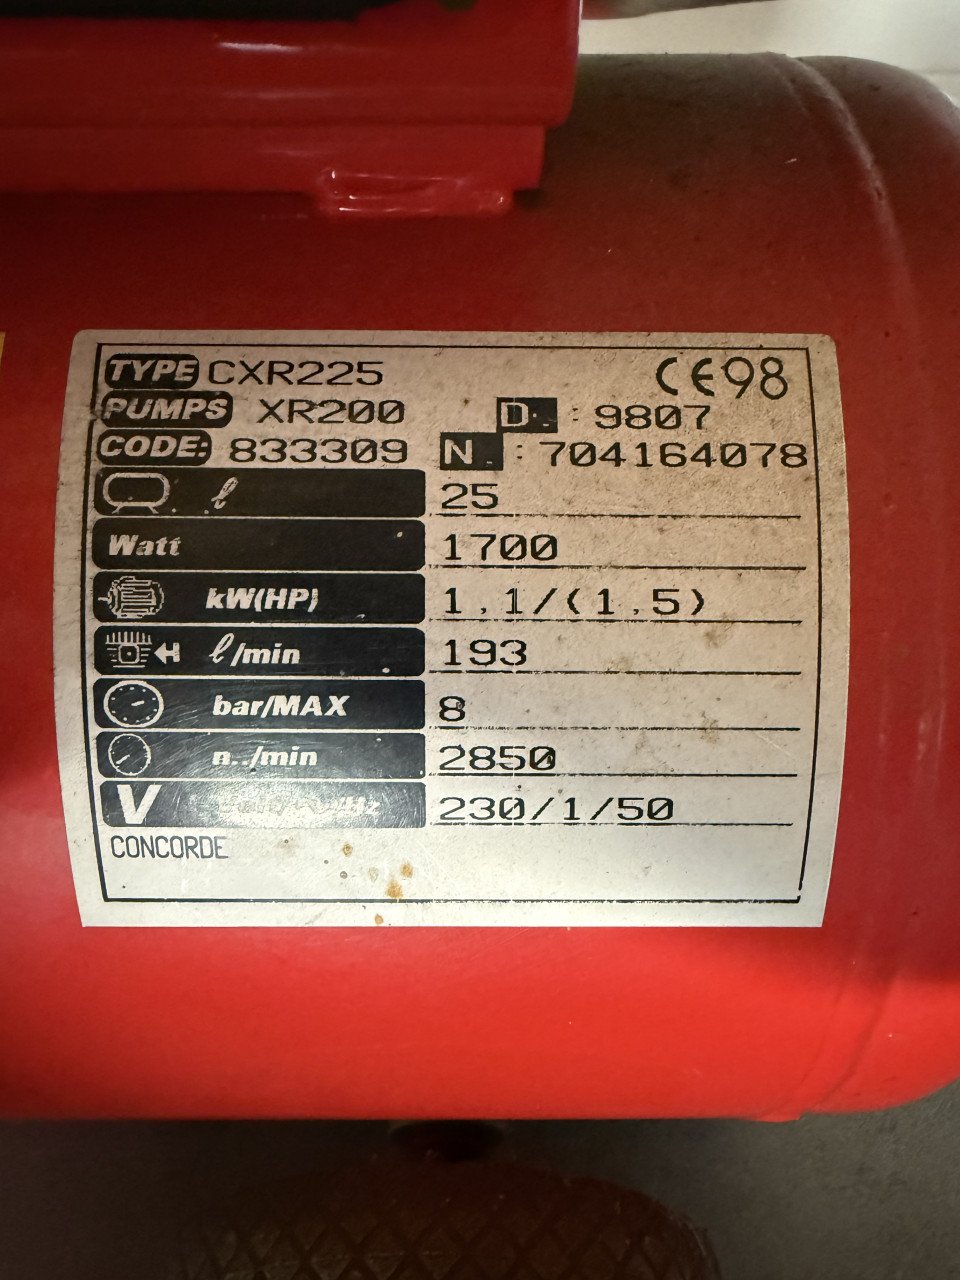 TYPE CXR225 CE98
PUMPS XR200 D. : 9807
CODE: 833309 N. : 704164078
ℓ 25
Watt 1700
kW(HP) 1,1/(1,5)
ℓ/min 193
bar/MAX 8
n../min 2850
V 230/1/50
CONCORDE